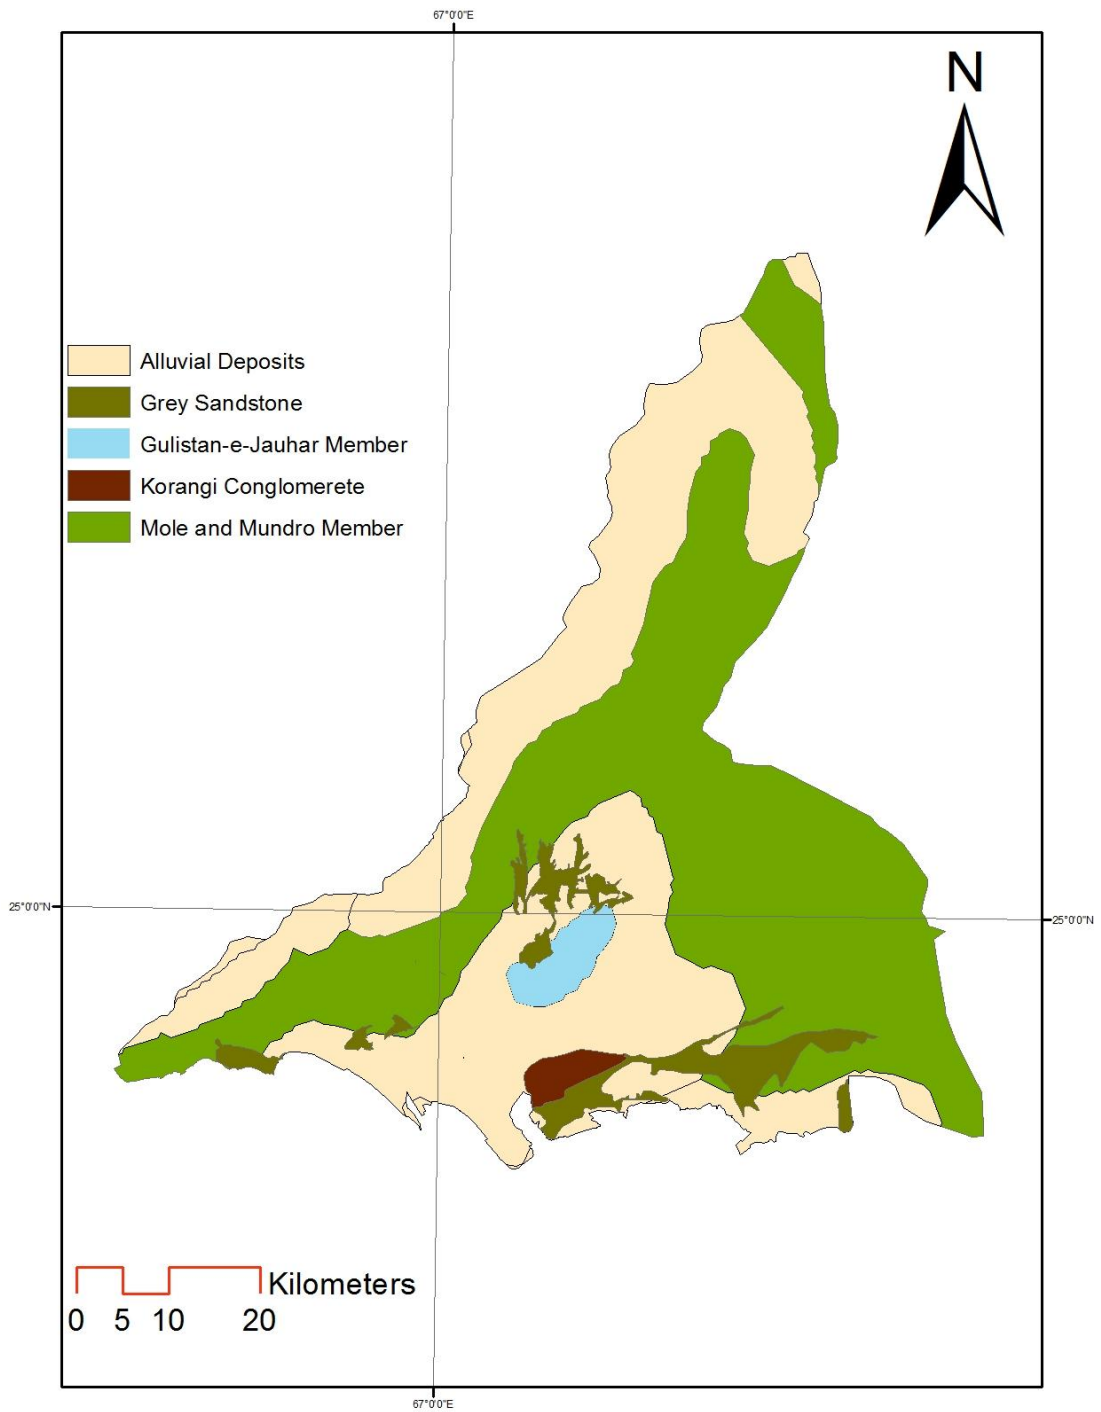 67°0'0"E
N
Alluvial Deposits
Grey Sandstone
Gulistan-e-Jauhar Member
Korangi Conglomerete
Mole and Mundro Member
25°0'0"N
25°0'0"N
Kilometers
0 5 10 20
67°0'0"E